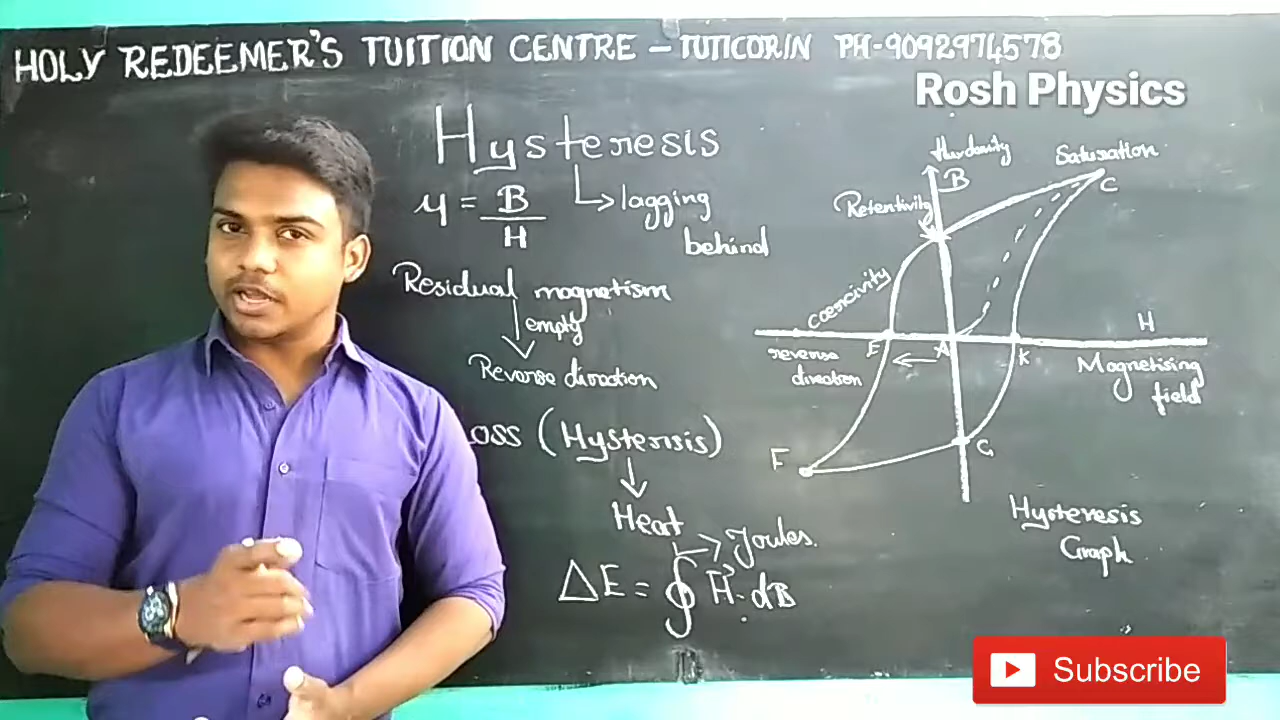 HOLY REDEEMER'S TUITION CENTRE – TUTICORIN PH-9092974578
Rosh Physics
Hysteresis
lagging
behind
μ = B
H
Residual magnetism
empty
Reverse direction
oss (Hysterisis)
Heat
Joules.
ΔE = ∮ H⃗. dB
B
Saturation
C
Retentivity
coercivity
H
E
A
K
reverse
direction
Magnetising
field
F
G
Hysteresis
Graph
Subscribe